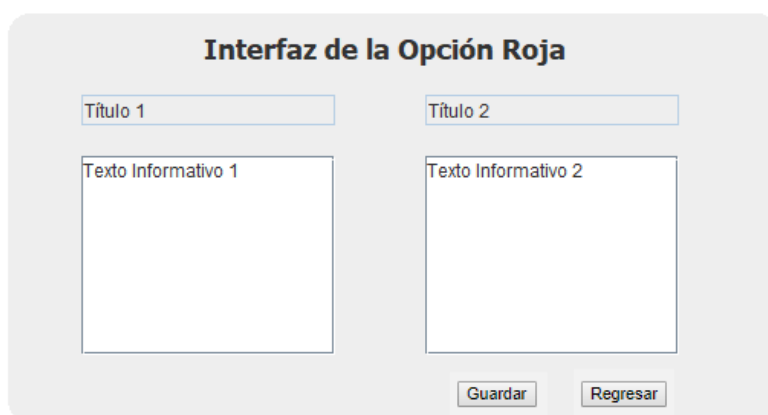 Interfaz de la Opción Roja
Título 1
Título 2
Texto Informativo 1
Texto Informativo 2
Guardar
Regresar